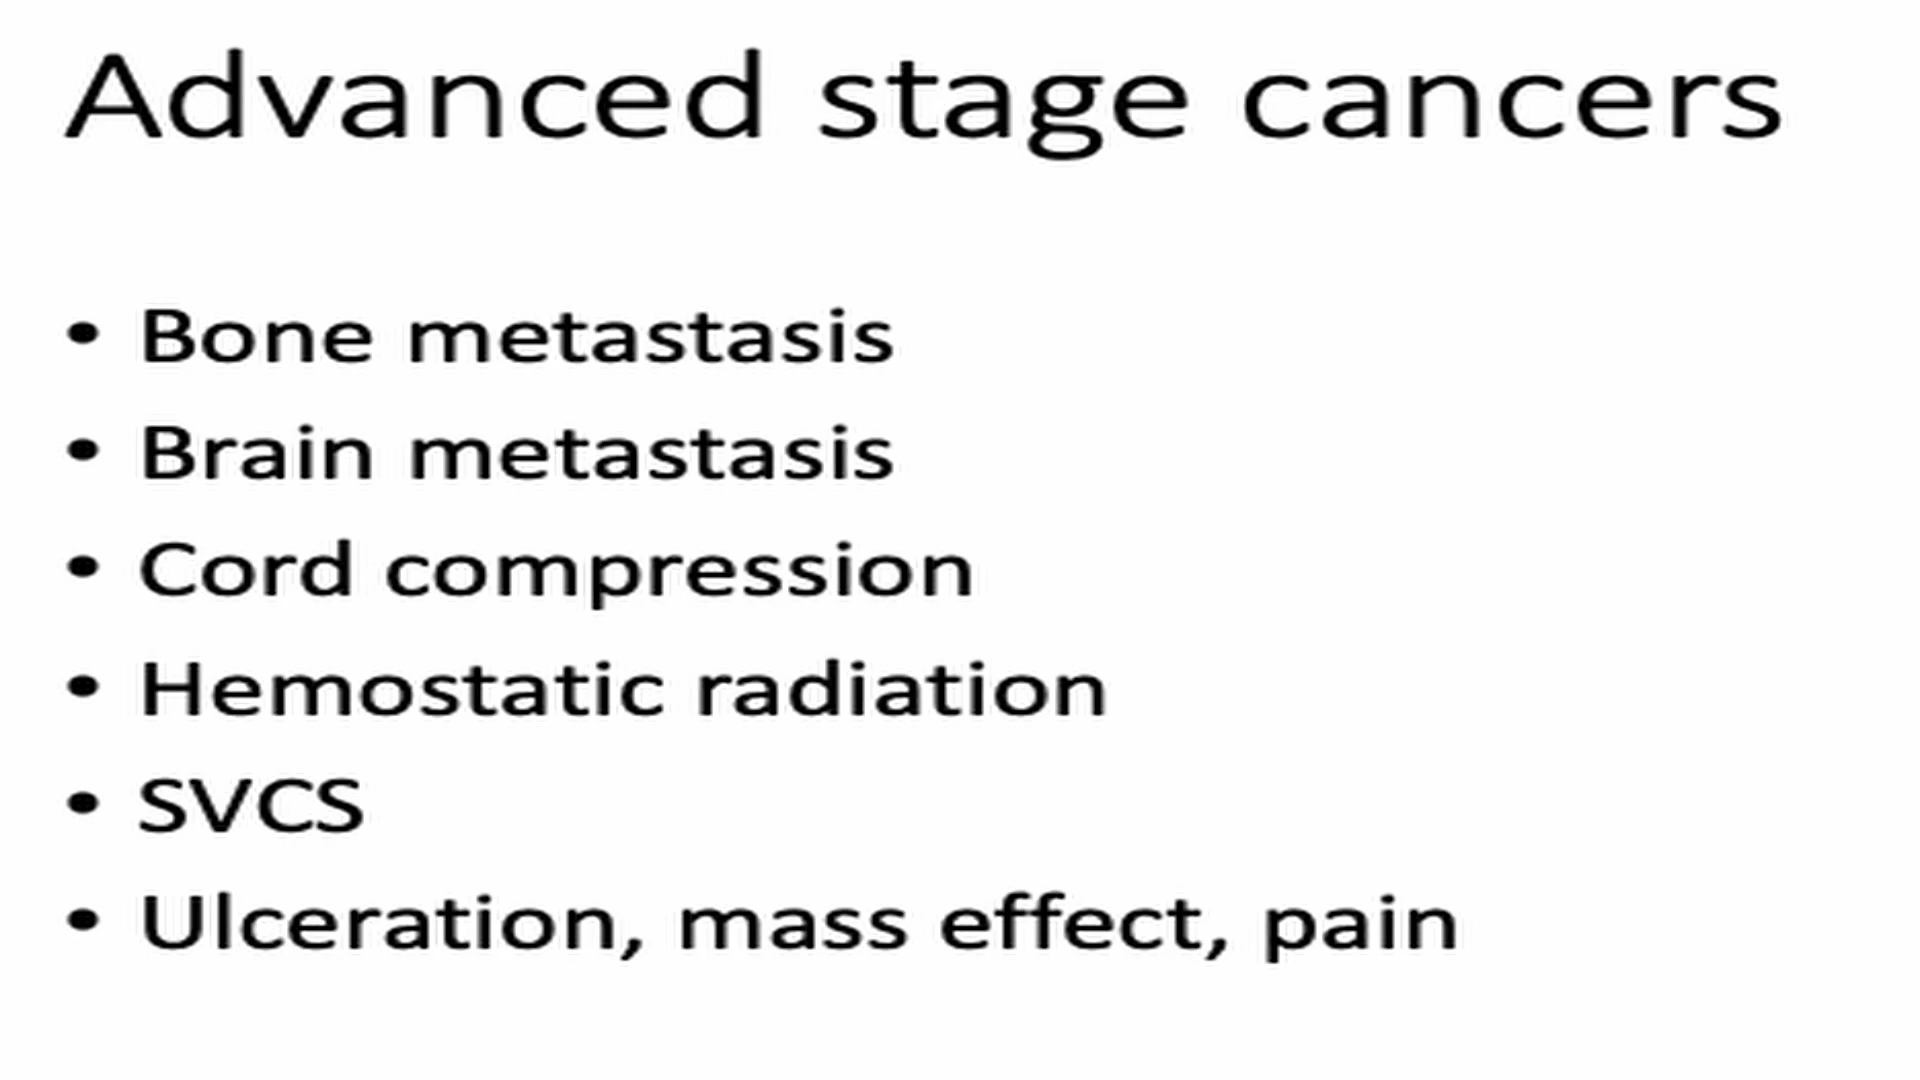 Advanced stage cancers
• Bone metastasis
• Brain metastasis
• Cord compression
• Hemostatic radiation
• SVCS
• Ulceration, mass effect, pain